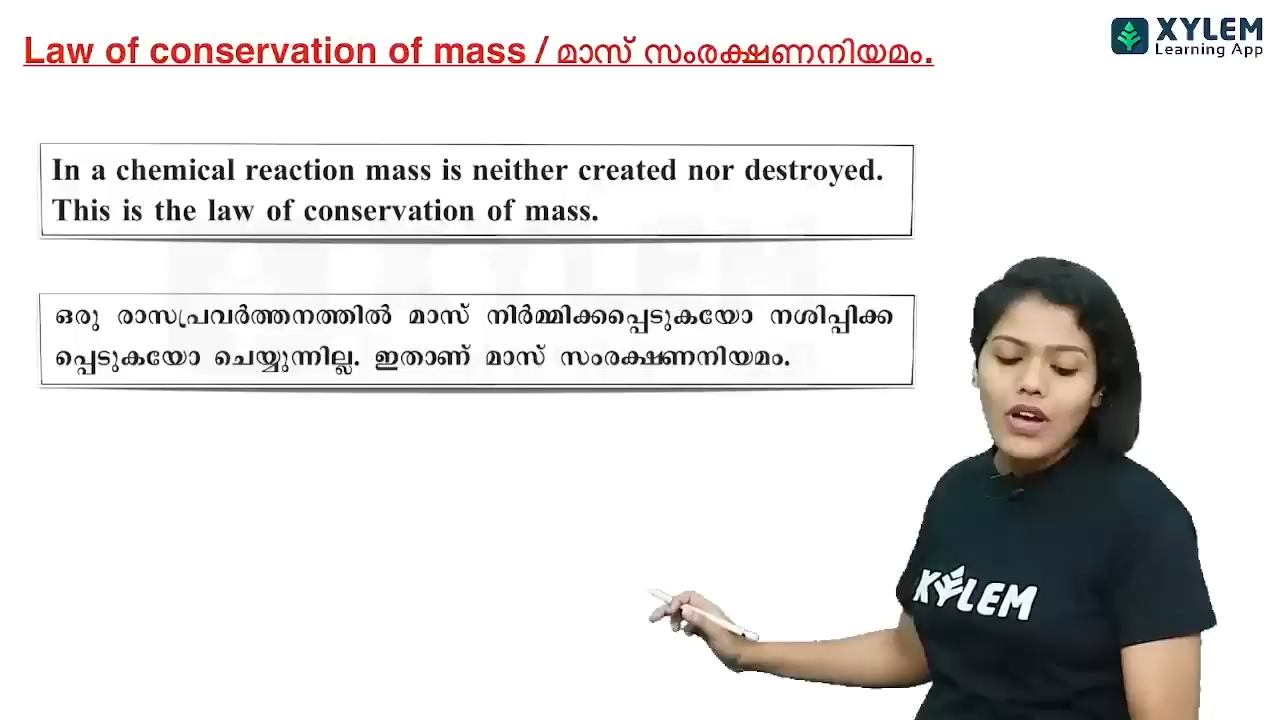 Law of conservation of mass / മാസ് സംരക്ഷണനിയമം.
XYLEM
Learning App
In a chemical reaction mass is neither created nor destroyed.
This is the law of conservation of mass.
ഒരു രാസപ്രവർത്തനത്തിൽ മാസ് നിർമ്മിക്കപ്പെടുകയോ നശിപ്പിക്ക
പ്പെടുകയോ ചെയ്യുന്നില്ല. ഇതാണ് മാസ് സംരക്ഷണനിയമം.
XYLEM